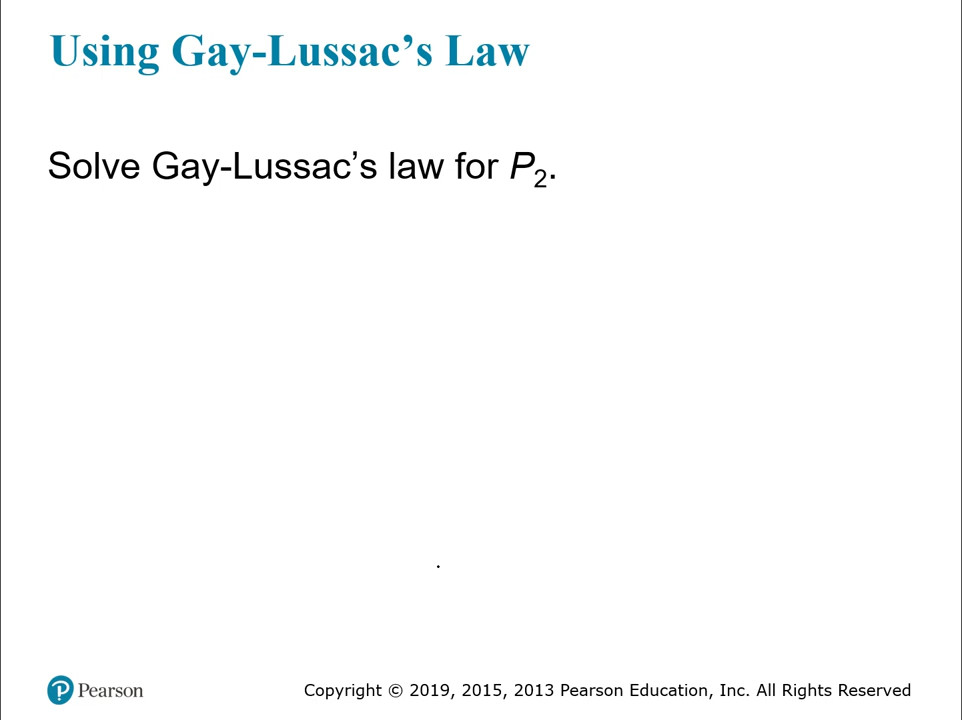 Using Gay-Lussac’s Law
Solve Gay-Lussac’s law for P₂.
.
Pearson
Copyright © 2019, 2015, 2013 Pearson Education, Inc. All Rights Reserved